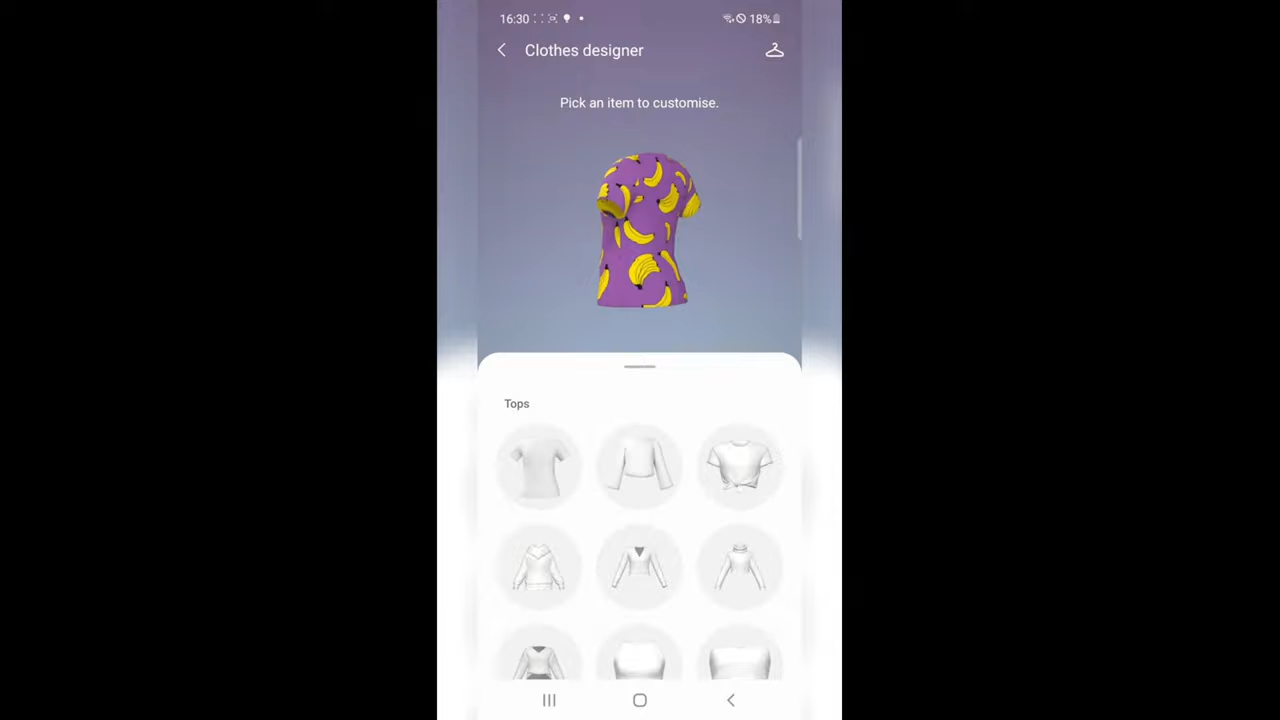 16:30
18%
Clothes designer
Pick an item to customise.
Tops